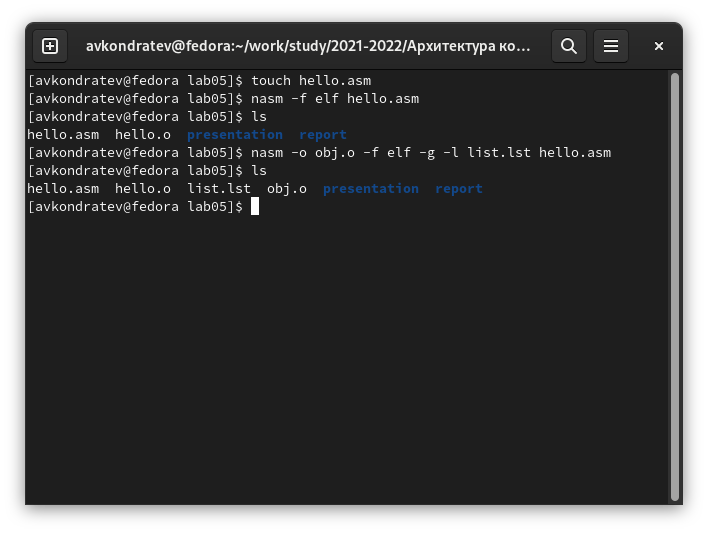 avkondratev@fedora:~/work/study/2021-2022/Архитектура ко...
[avkondratev@fedora lab05]$ touch hello.asm
[avkondratev@fedora lab05]$ nasm -f elf hello.asm
[avkondratev@fedora lab05]$ ls
hello.asm  hello.o  presentation  report
[avkondratev@fedora lab05]$ nasm -o obj.o -f elf -g -l list.lst hello.asm
[avkondratev@fedora lab05]$ ls
hello.asm  hello.o  list.lst  obj.o  presentation  report
[avkondratev@fedora lab05]$